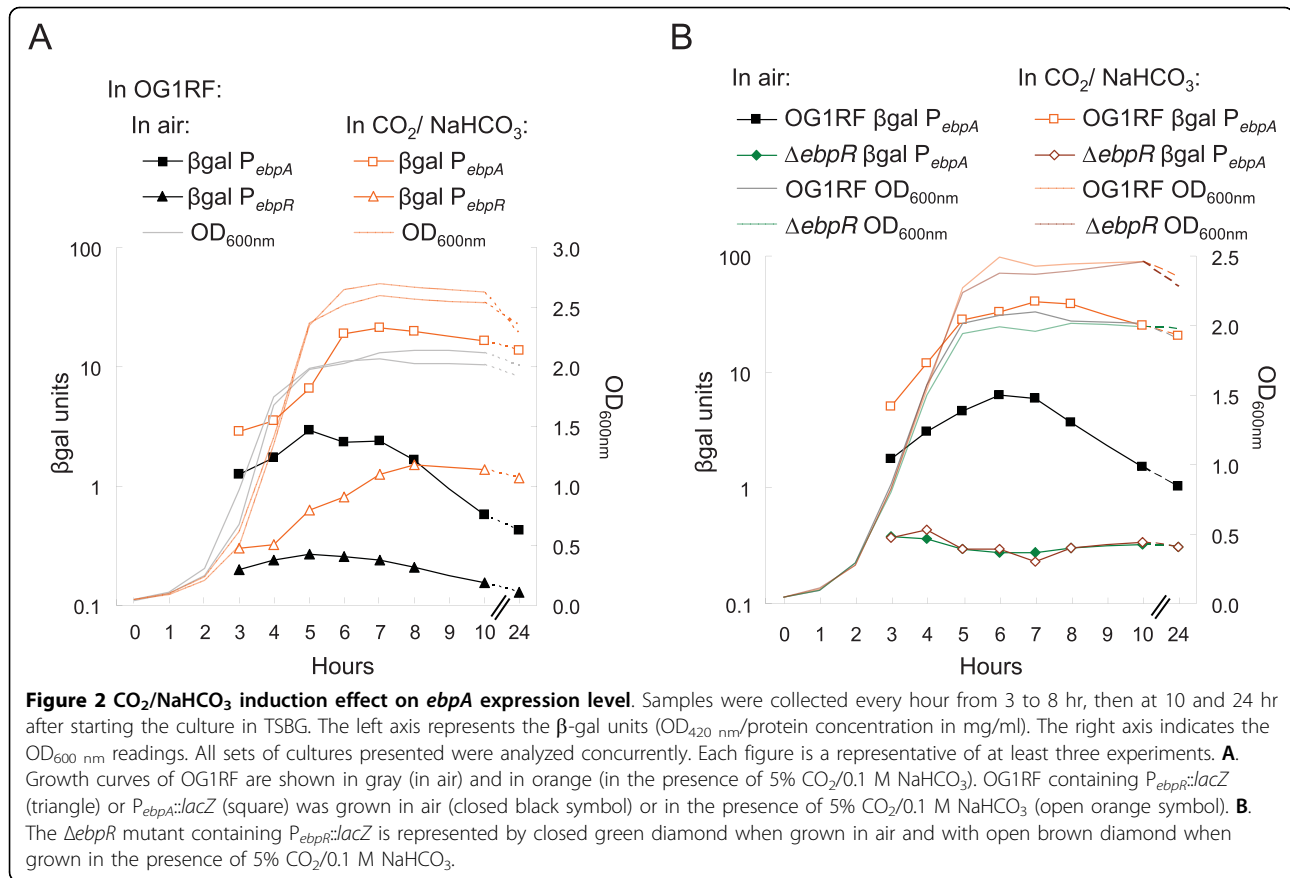 A
In OG1RF:
In air:
In CO₂/ NaHCO₃:
βgal P_ebpA
βgal P_ebpA
βgal P_ebpR
βgal P_ebpR
OD₆₀₀nm
OD₆₀₀nm
100
10
1
0.1
βgal units
3.0
2.5
2.0
1.5
1.0
0.5
0.0
OD₆₀₀nm
0 1 2 3 4 5 6 7 8 9 10 24
Hours
B
In air:
In CO₂/ NaHCO₃:
OG1RF βgal P_ebpA
OG1RF βgal P_ebpA
ΔebpR βgal P_ebpA
ΔebpR βgal P_ebpA
OG1RF OD₆₀₀nm
OG1RF OD₆₀₀nm
ΔebpR OD₆₀₀nm
ΔebpR OD₆₀₀nm
100
10
1
0.1
βgal units
2.5
2.0
1.5
1.0
0.5
0.0
OD₆₀₀nm
0 1 2 3 4 5 6 7 8 9 10 24
Hours
Figure 2 CO₂/NaHCO₃ induction effect on ebpA expression level. Samples were collected every hour from 3 to 8 hr, then at 10 and 24 hr
after starting the culture in TSBG. The left axis represents the β-gal units (OD₄₂₀ nm/protein concentration in mg/ml). The right axis indicates the
OD₆₀₀ nm readings. All sets of cultures presented were analyzed concurrently. Each figure is a representative of at least three experiments. A.
Growth curves of OG1RF are shown in gray (in air) and in orange (in the presence of 5% CO₂/0.1 M NaHCO₃). OG1RF containing P_ebpR::lacZ
(triangle) or P_ebpA::lacZ (square) was grown in air (closed black symbol) or in the presence of 5% CO₂/0.1 M NaHCO₃ (open orange symbol). B.
The ΔebpR mutant containing P_ebpR::lacZ is represented by closed green diamond when grown in air and with open brown diamond when
grown in the presence of 5% CO₂/0.1 M NaHCO₃.